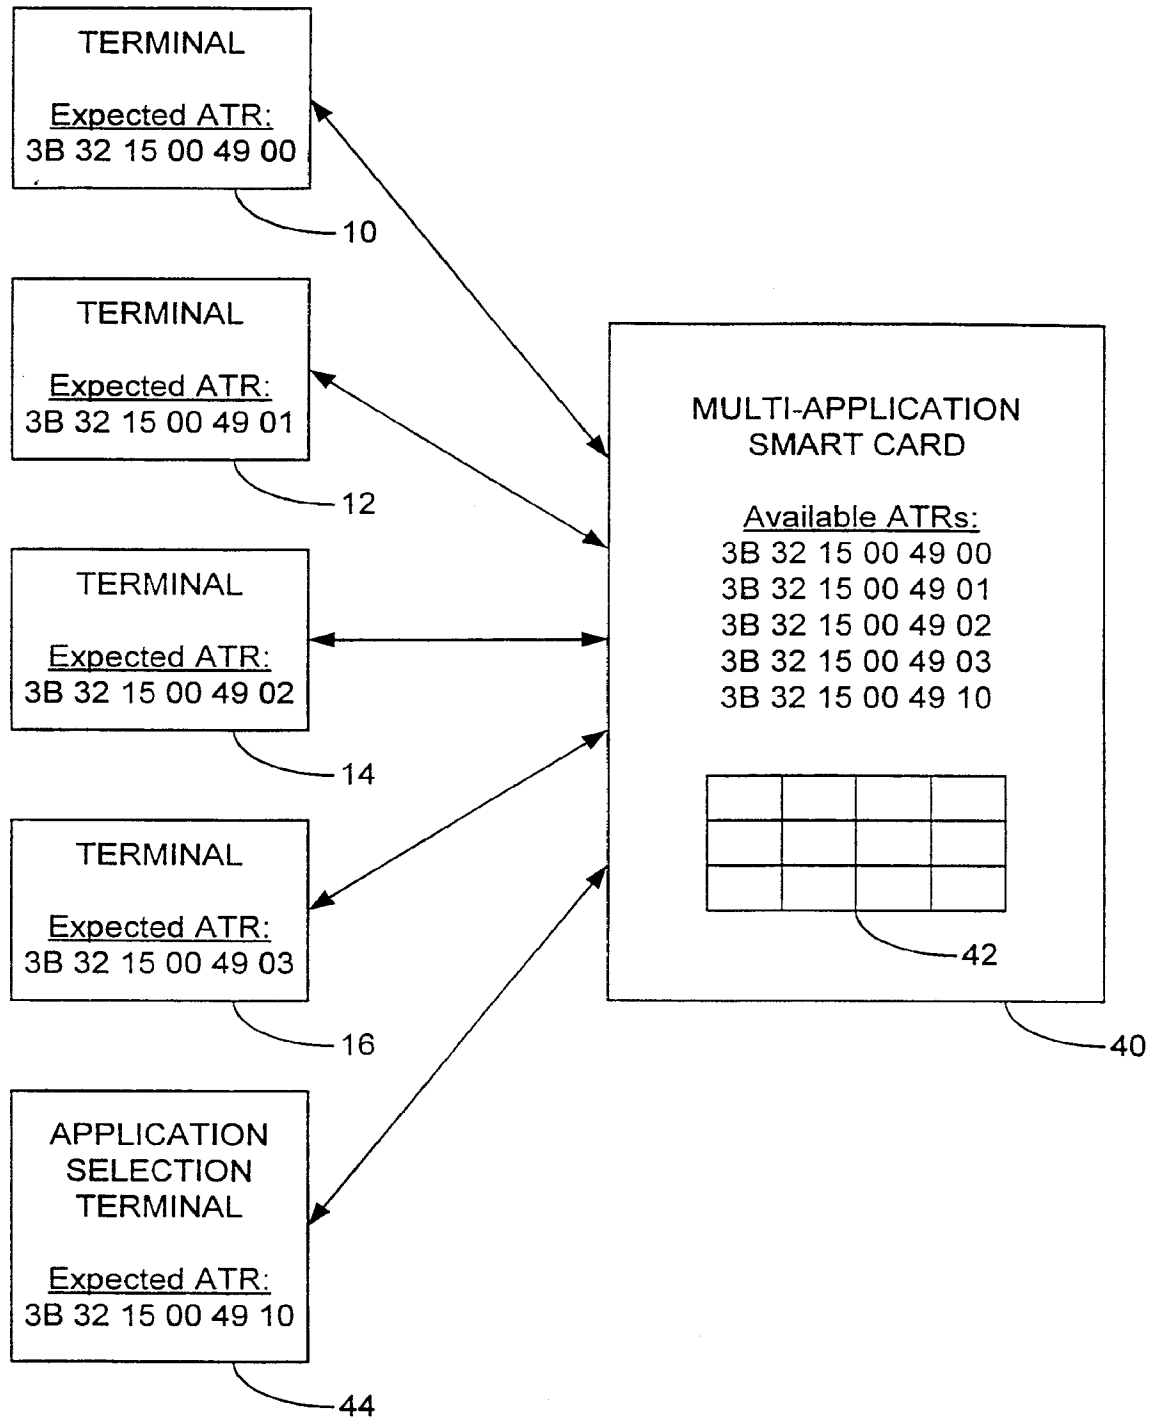 TERMINAL
Expected ATR:
3B 32 15 00 49 00
10
TERMINAL
Expected ATR:
3B 32 15 00 49 01
12
TERMINAL
Expected ATR:
3B 32 15 00 49 02
14
TERMINAL
Expected ATR:
3B 32 15 00 49 03
16
APPLICATION
SELECTION
TERMINAL
Expected ATR:
3B 32 15 00 49 10
44
MULTI-APPLICATION
SMART CARD
Available ATRs:
3B 32 15 00 49 00
3B 32 15 00 49 01
3B 32 15 00 49 02
3B 32 15 00 49 03
3B 32 15 00 49 10
42
40